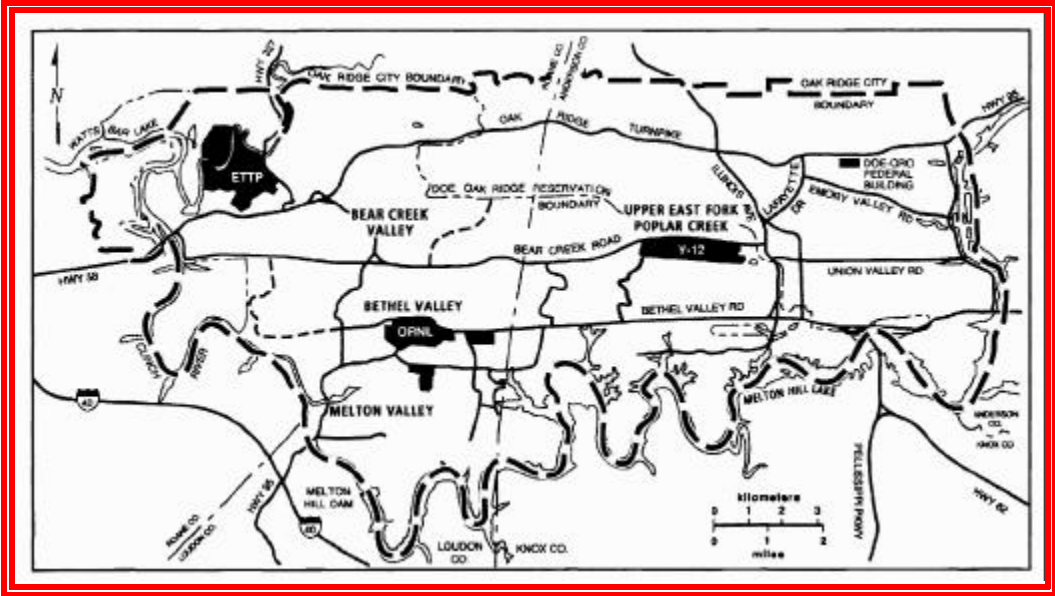 N
HWY 327
OAK RIDGE CITY BOUNDARY
ROANE CO.
ANDERSON CO.
OAK RIDGE CITY
BOUNDARY
HWY 95
WATTS BAR LAKE
OAK RIDGE TURNPIKE
ETTP
DOE-ORO
FEDERAL
BUILDING
ILLINOIS AVE
LAFAYETTE
DR
EMORY VALLEY RD
DOE OAK RIDGE RESERVATION
BOUNDARY
BEAR CREEK
VALLEY
UPPER EAST FORK
POPLAR CREEK
BEAR CREEK ROAD
Y-12
HWY 58
UNION VALLEY RD
BETHEL VALLEY
BETHEL VALLEY RD
ORNL
CLINCH
RIVER
40
MELTON VALLEY
MELTON HILL LAKE
ANDERSON
CO.
KNOX CO
PELLISSIPPI PKWY
HWY 62
HWY 95
MELTON
HILL DAM
ROANE CO.
LOUDON CO.
40
LOUDON
CO.
KNOX CO.
kilometers
0 1 2 3
0 1 2
miles